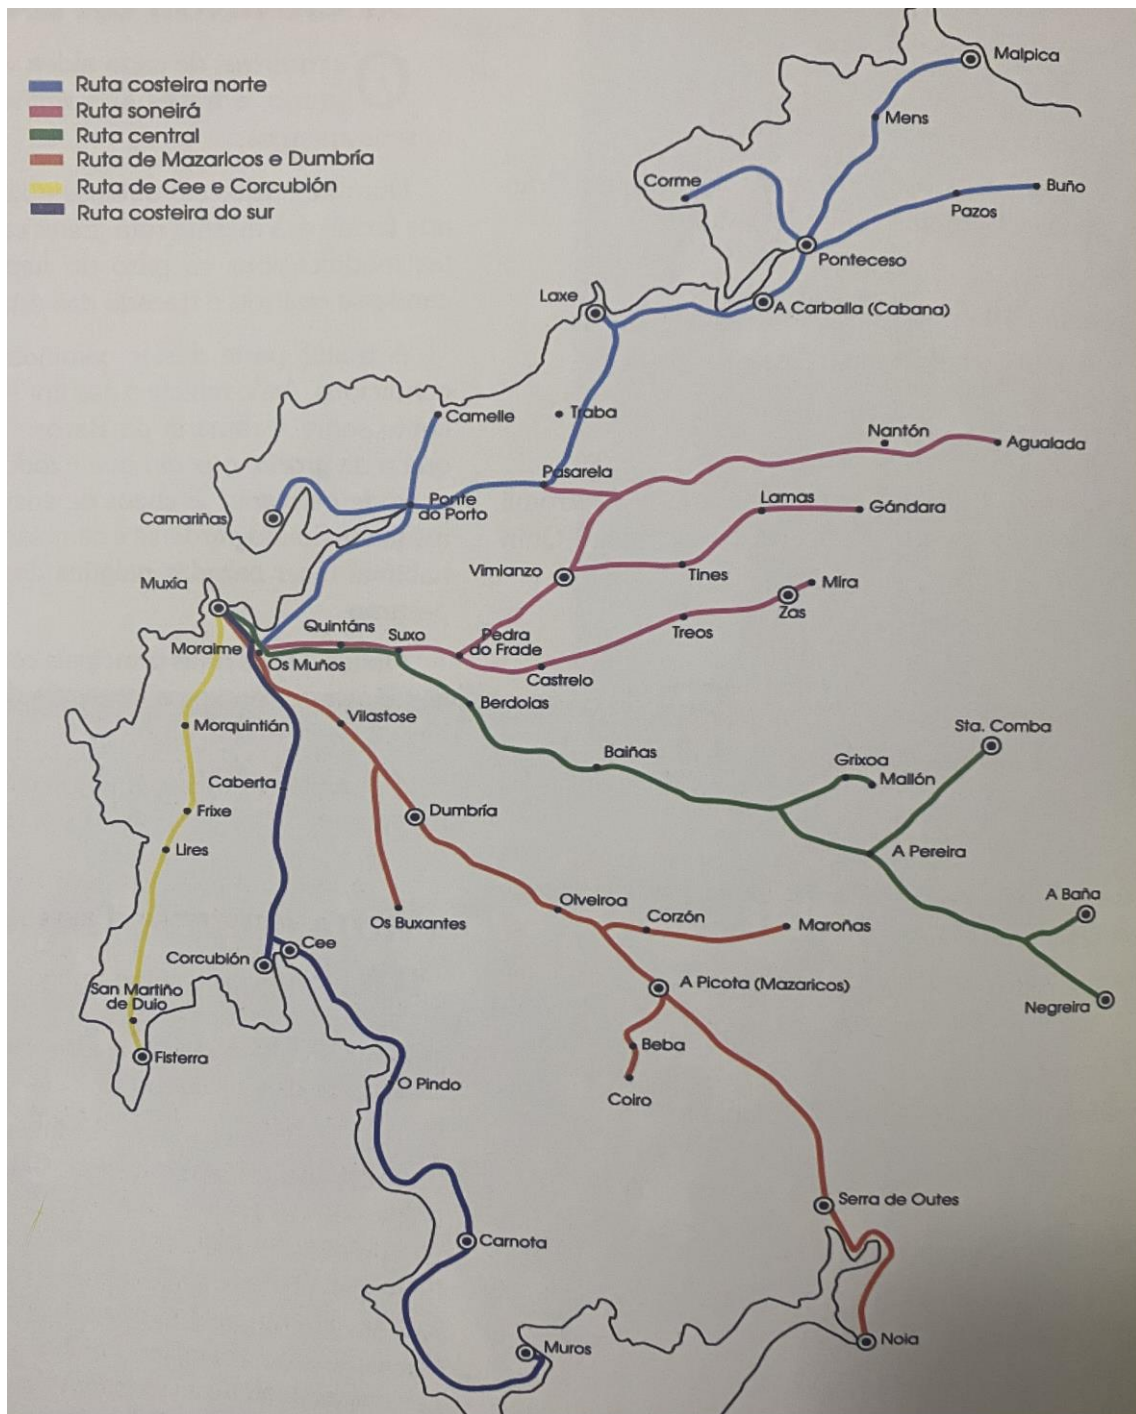 Ruta costeira norte
Ruta soneirá
Ruta central
Ruta de Mazaricos e Dumbría
Ruta de Cee e Corcubión
Ruta costeira do sur
Malpica
Mens
Corme
Buño
Pazos
Ponteceso
Laxe
A Carballa (Cabana)
Camelle
Traba
Nantón
Agualada
Pasarela
Lamas
Gándara
Ponte
do Porto
Camariñas
Vimianzo
Tines
Muxía
Mira
Zas
Quintáns
Suxo
Pedra
do Frade
Treos
Moraime
Os Muños
Castrelo
Berdoias
Vilastose
Morquintián
Sta. Comba
Baíñas
Grixoa
Mallón
Caberta
Frixe
Dumbría
Lires
A Pereira
A Baña
Olveiroa
Corzón
Maroñas
Os Buxantes
Cee
Corcubión
A Picota (Mazaricos)
San Martiño
de Duio
Negreira
Fisterra
Beba
O Pindo
Coiro
Serra de Outes
Carnota
Noia
Muros